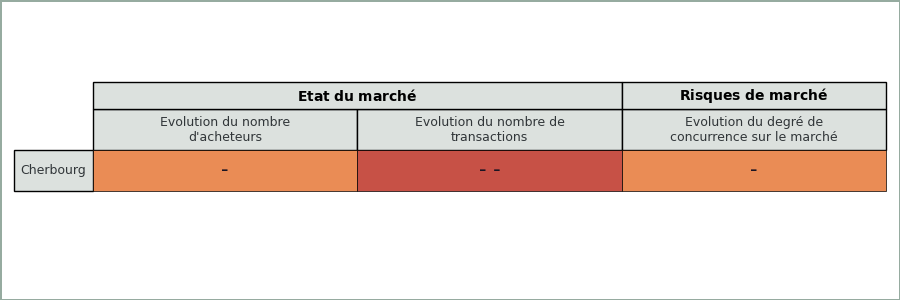 Etat du marché
Risques de marché
Evolution du nombre
d'acheteurs
Evolution du nombre de
transactions
Evolution du degré de
concurrence sur le marché
Cherbourg
–
– –
–